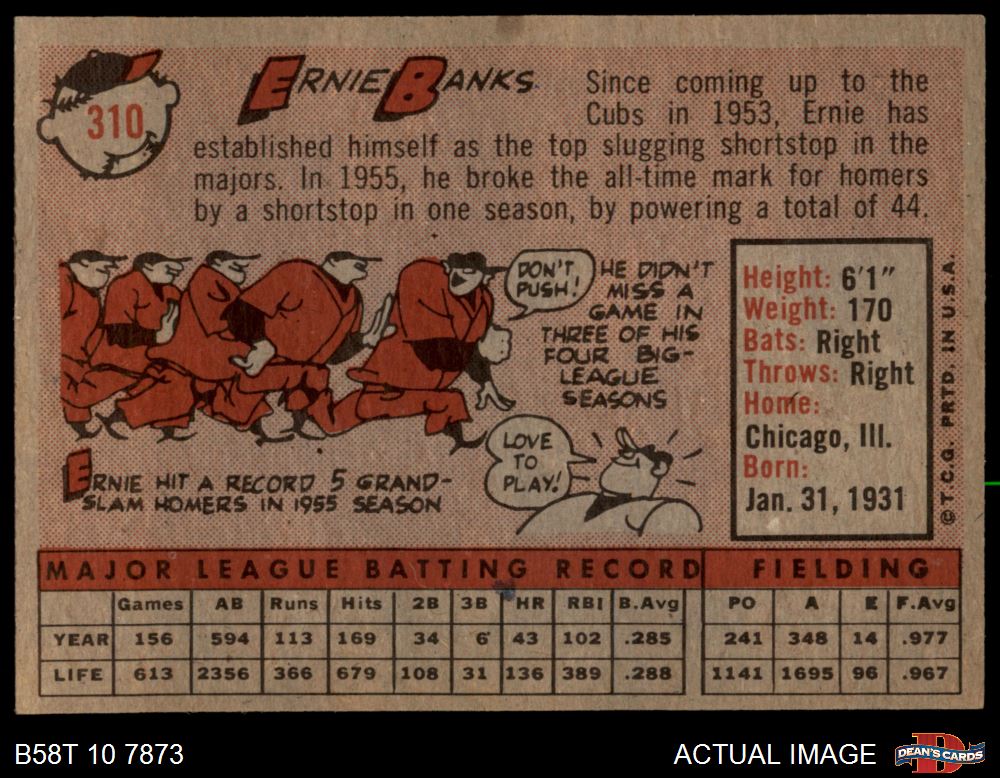 310
ERNIE BANKS
Since coming up to the
Cubs in 1953, Ernie has
established himself as the top slugging shortstop in the
majors. In 1955, he broke the all-time mark for homers
by a shortstop in one season, by powering a total of 44.
DON'T
PUSH!
HE DIDN'T
MISS A
GAME IN
THREE OF HIS
FOUR BIG-
LEAGUE
SEASONS
LOVE
TO
PLAY!
ERNIE HIT A RECORD 5 GRAND-
SLAM HOMERS IN 1955 SEASON
Height: 6'1"
Weight: 170
Bats: Right
Throws: Right
Home:
Chicago, Ill.
Born:
Jan. 31, 1931
© T.C.G. PRTD. IN U.S.A.
MAJOR LEAGUE BATTING RECORD FIELDING
Games AB Runs Hits 2B 3B HR RBI B.Avg PO A E F.Avg
YEAR 156 594 113 169 34 6 43 102 .285 241 348 14 .977
LIFE 613 2356 366 679 108 31 136 389 .288 1141 1695 96 .967
B58T 10 7873
ACTUAL IMAGE
D
DEAN'S CARDS